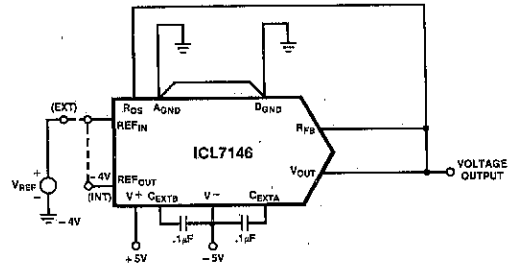 ROS AGND DGND
(EXT)
REFIN
RFB
ICL7146
VOUT
VOLTAGE
OUTPUT
+
VREF
-
-4V
-4V
(INT)
REFOUT
V+ CEXTB V- CEXTA
.1μF .1μF
+5V -5V